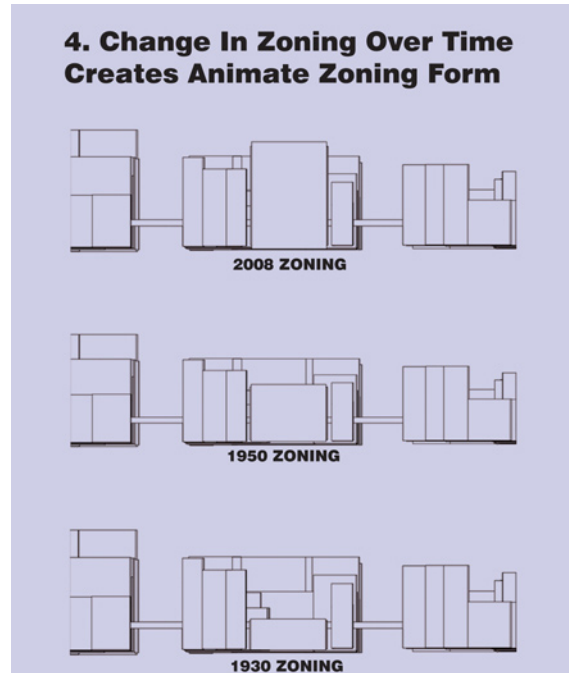 4. Change In Zoning Over Time
Creates Animate Zoning Form
2008 ZONING
1950 ZONING
1930 ZONING